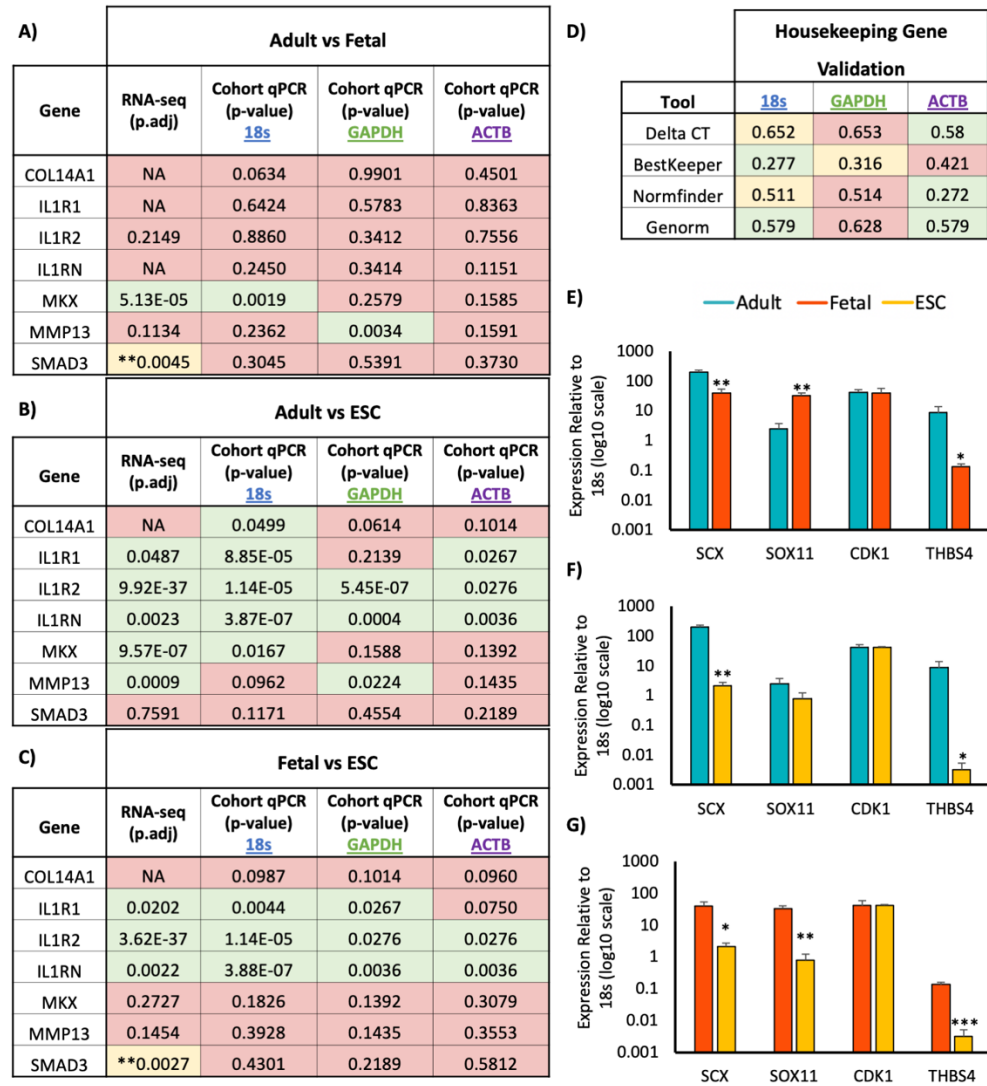 A)
Adult vs Fetal
Gene RNA-seq (p.adj) Cohort qPCR (p-value) 18s Cohort qPCR (p-value) GAPDH Cohort qPCR (p-value) ACTB
COL14A1 NA 0.0634 0.9901 0.4501
IL1R1 NA 0.6424 0.5783 0.8363
IL1R2 0.2149 0.8860 0.3412 0.7556
IL1RN NA 0.2450 0.3414 0.1151
MKX 5.13E-05 0.0019 0.2579 0.1585
MMP13 0.1134 0.2362 0.0034 0.1591
SMAD3 **0.0045 0.3045 0.5391 0.3730
B)
Adult vs ESC
Gene RNA-seq (p.adj) Cohort qPCR (p-value) 18s Cohort qPCR (p-value) GAPDH Cohort qPCR (p-value) ACTB
COL14A1 NA 0.0499 0.0614 0.1014
IL1R1 0.0487 8.85E-05 0.2139 0.0267
IL1R2 9.92E-37 1.14E-05 5.45E-07 0.0276
IL1RN 0.0023 3.87E-07 0.0004 0.0036
MKX 9.57E-07 0.0167 0.1588 0.1392
MMP13 0.0009 0.0962 0.0224 0.1435
SMAD3 0.7591 0.1171 0.4554 0.2189
C)
Fetal vs ESC
Gene RNA-seq (p.adj) Cohort qPCR (p-value) 18s Cohort qPCR (p-value) GAPDH Cohort qPCR (p-value) ACTB
COL14A1 NA 0.0987 0.1014 0.0960
IL1R1 0.0202 0.0044 0.0267 0.0750
IL1R2 3.62E-37 1.14E-05 0.0276 0.0276
IL1RN 0.0022 3.88E-07 0.0036 0.0036
MKX 0.2727 0.1826 0.1392 0.3079
MMP13 0.1454 0.3928 0.1435 0.3553
SMAD3 **0.0027 0.4301 0.2189 0.5812
D)
Housekeeping Gene
Validation
Tool 18s GAPDH ACTB
Delta CT 0.652 0.653 0.58
BestKeeper 0.277 0.316 0.421
Normfinder 0.511 0.514 0.272
Genorm 0.579 0.628 0.579
E)
Adult Fetal ESC
Expression Relative to
18s (log10 scale)
1000
100
10
1
0.1
0.01
0.001
** ** *
SCX SOX11 CDK1 THBS4
F)
Expression Relative to
18s (log10 scale)
1000
100
10
1
0.1
0.01
0.001
** *
SCX SOX11 CDK1 THBS4
G)
Expression Relative to
18s (log10 scale)
1000
100
10
1
0.1
0.01
0.001
* ** ***
SCX SOX11 CDK1 THBS4